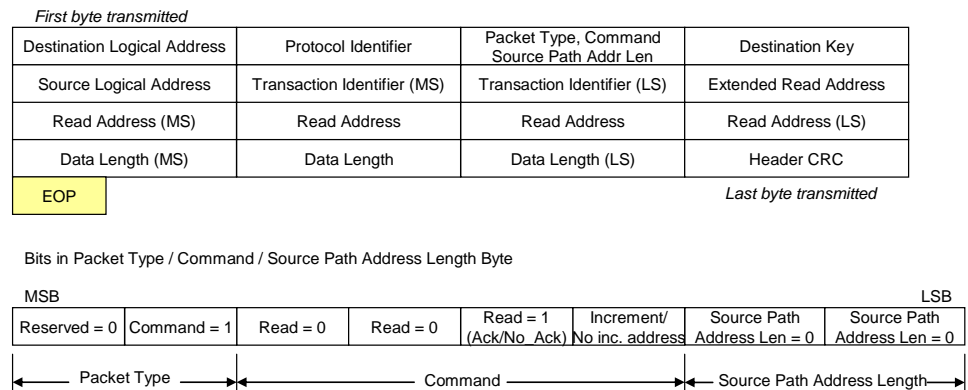 First byte transmitted
Destination Logical Address
Protocol Identifier
Packet Type, Command
Source Path Addr Len
Destination Key
Source Logical Address
Transaction Identifier (MS)
Transaction Identifier (LS)
Extended Read Address
Read Address (MS)
Read Address
Read Address
Read Address (LS)
Data Length (MS)
Data Length
Data Length (LS)
Header CRC
EOP
Last byte transmitted
Bits in Packet Type / Command / Source Path Address Length Byte
MSB
LSB
Reserved = 0
Command = 1
Read = 0
Read = 0
Read = 1
(Ack/No_Ack)
Increment/
No inc. address
Source Path
Address Len = 0
Source Path
Address Len = 0
Packet Type
Command
Source Path Address Length